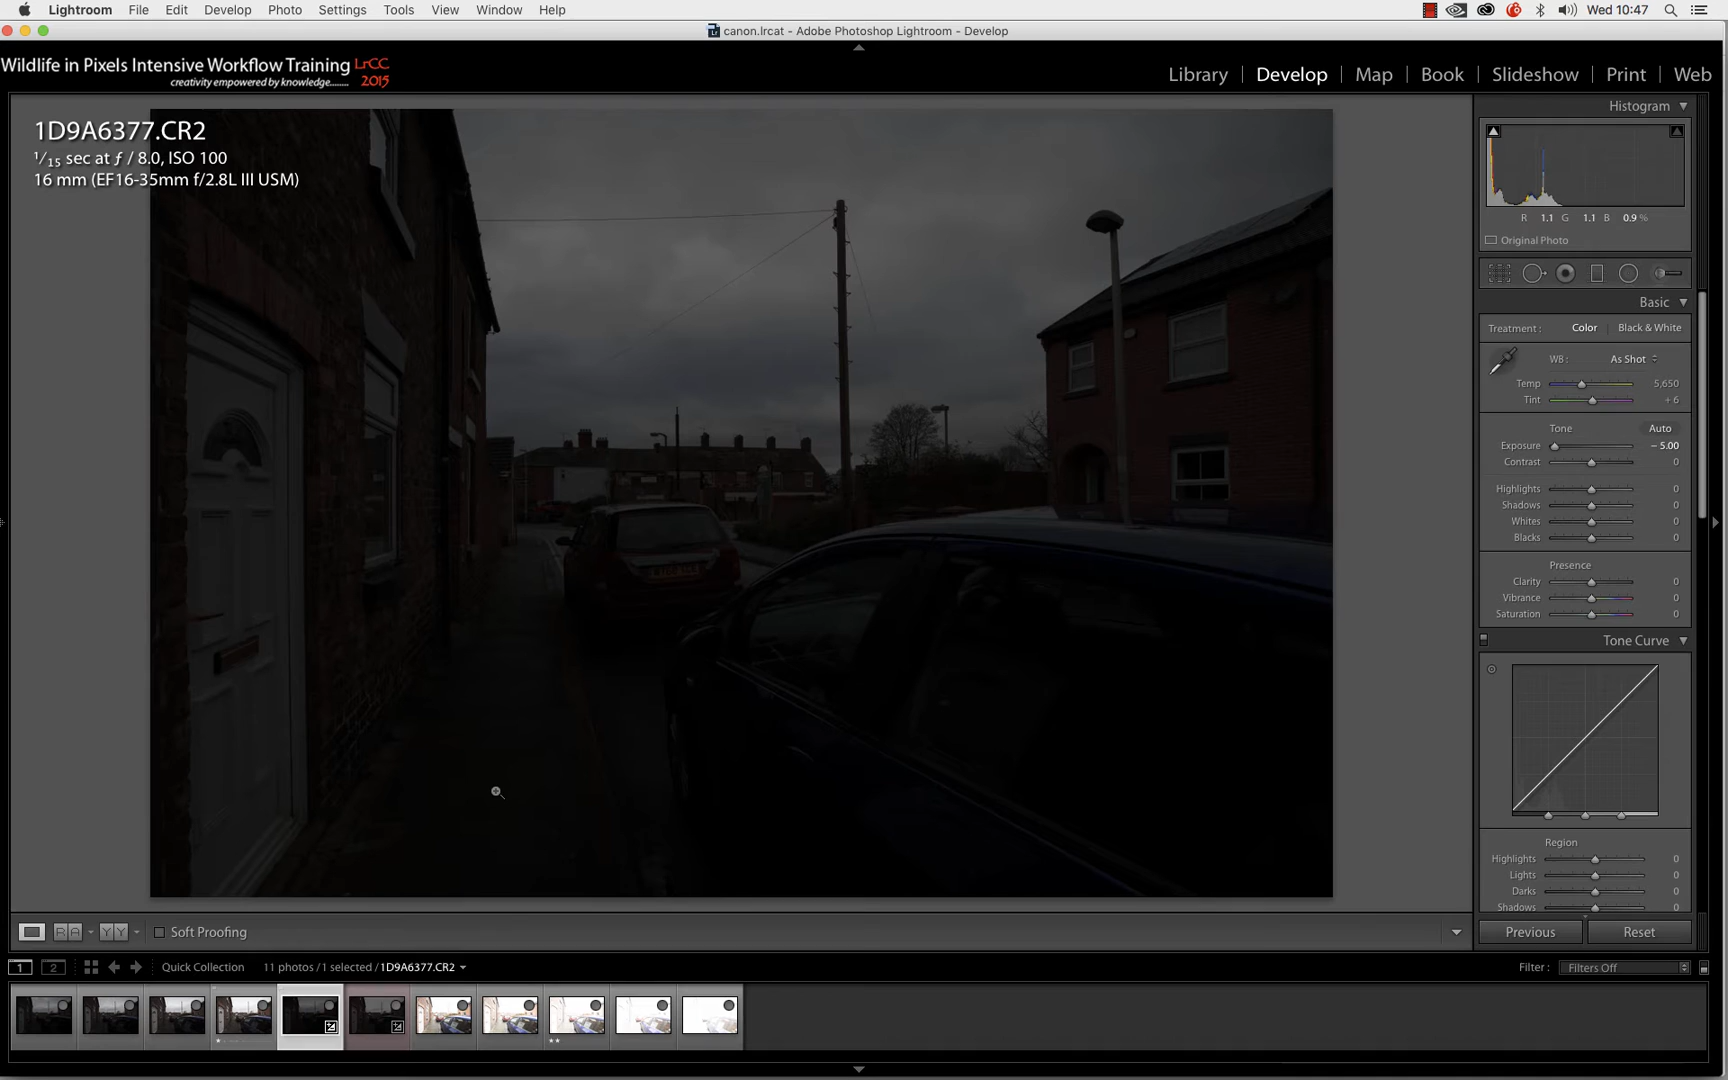 Lightroom File Edit Develop Photo Settings Tools View Window Help Wed 10:47
canon.lrcat - Adobe Photoshop Lightroom - Develop
Wildlife in Pixels Intensive Workflow Training LrCC
creativity empowered by knowledge........ 2015
Library Develop Map Book Slideshow Print Web
1D9A6377.CR2
1/15 sec at ƒ / 8.0, ISO 100
16 mm (EF16-35mm f/2.8L III USM)
Histogram
R 1.1 G 1.1 B 0.9 %
Original Photo
Basic
Treatment : Color Black & White
WB : As Shot
Temp 5,650
Tint + 6
Tone Auto
Exposure – 5.00
Contrast 0
Highlights 0
Shadows 0
Whites 0
Blacks 0
Presence
Clarity 0
Vibrance 0
Saturation 0
Tone Curve
Region
Highlights 0
Lights 0
Darks 0
Shadows 0
R A Y Y Soft Proofing
Previous Reset
1 2 Quick Collection 11 photos / 1 selected / 1D9A6377.CR2
Filter : Filters Off